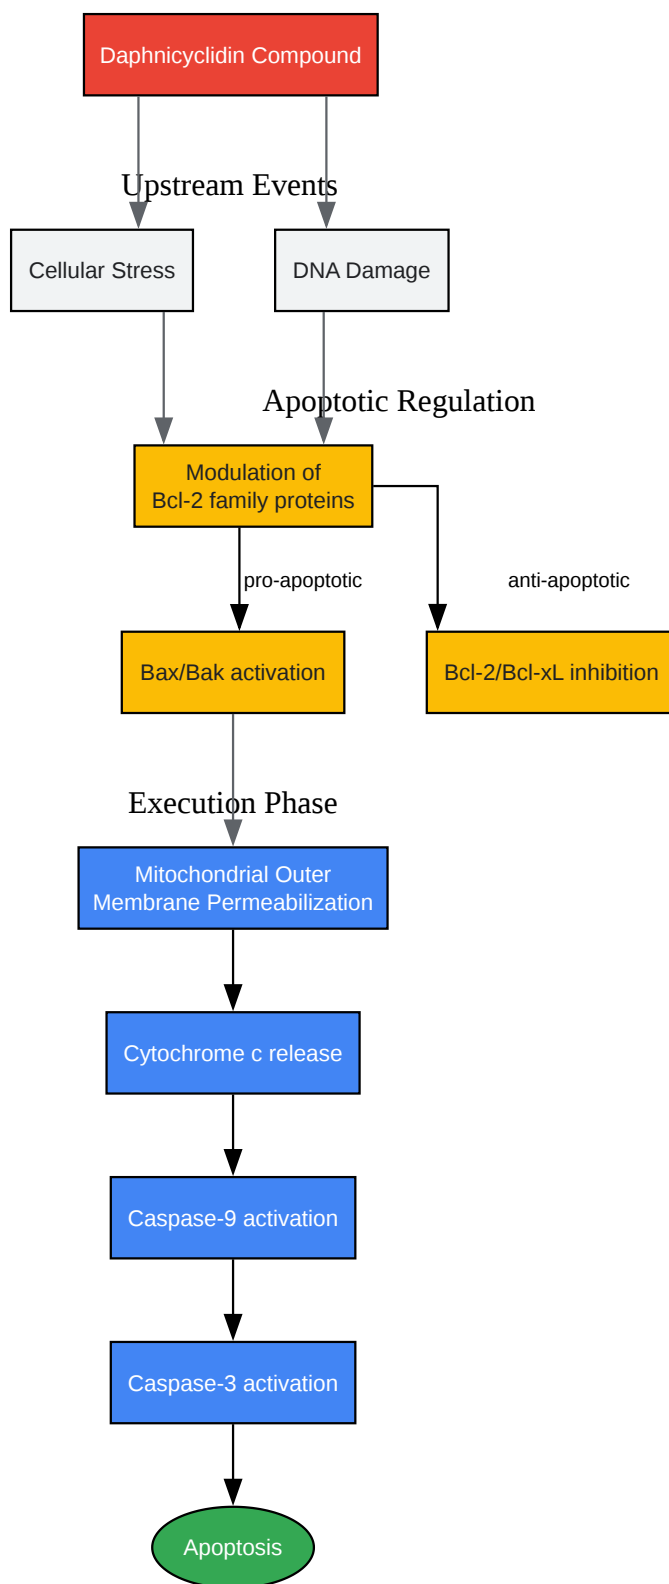 Daphnicyclidin Compound
Upstream Events
Cellular Stress
DNA Damage
Apoptotic Regulation
Modulation of
Bcl-2 family proteins
pro-apoptotic
anti-apoptotic
Bax/Bak activation
Bcl-2/Bcl-xL inhibition
Execution Phase
Mitochondrial Outer
Membrane Permeabilization
Cytochrome c release
Caspase-9 activation
Caspase-3 activation
Apoptosis